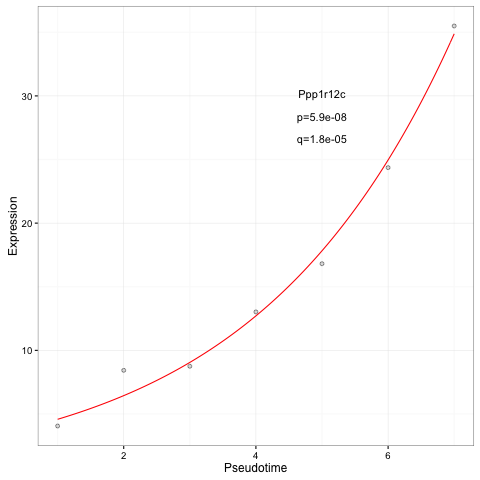 Ppp1r12c
p=5.9e-08
q=1.8e-05
30
20
10
Expression
2
4
6
Pseudotime